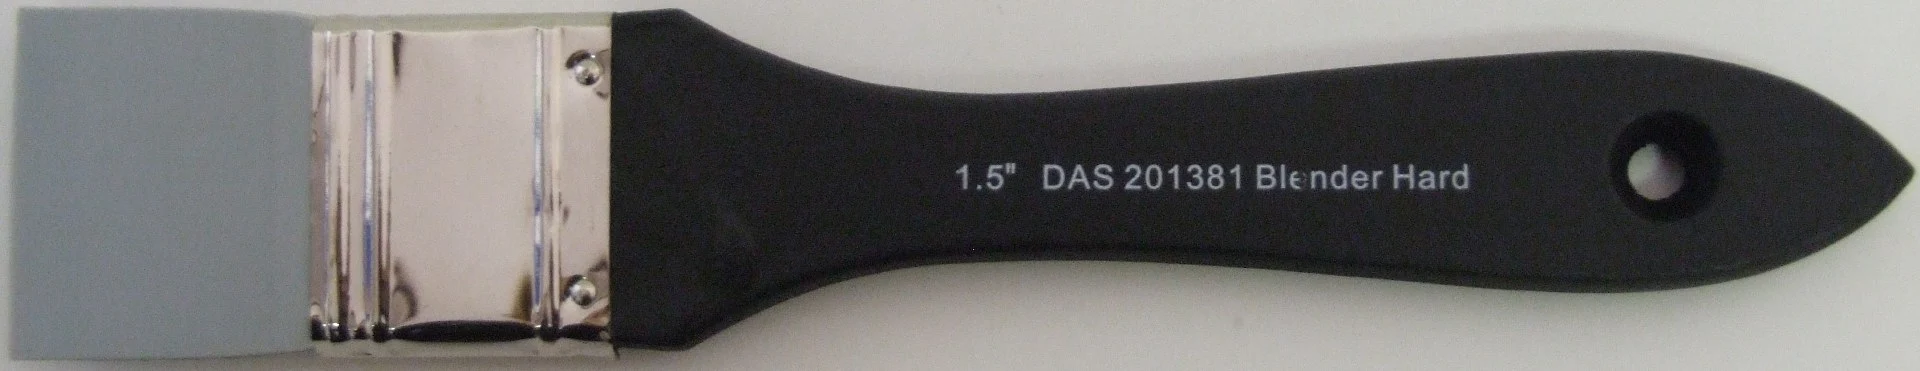 1.5" DAS 201381 Blender Hard